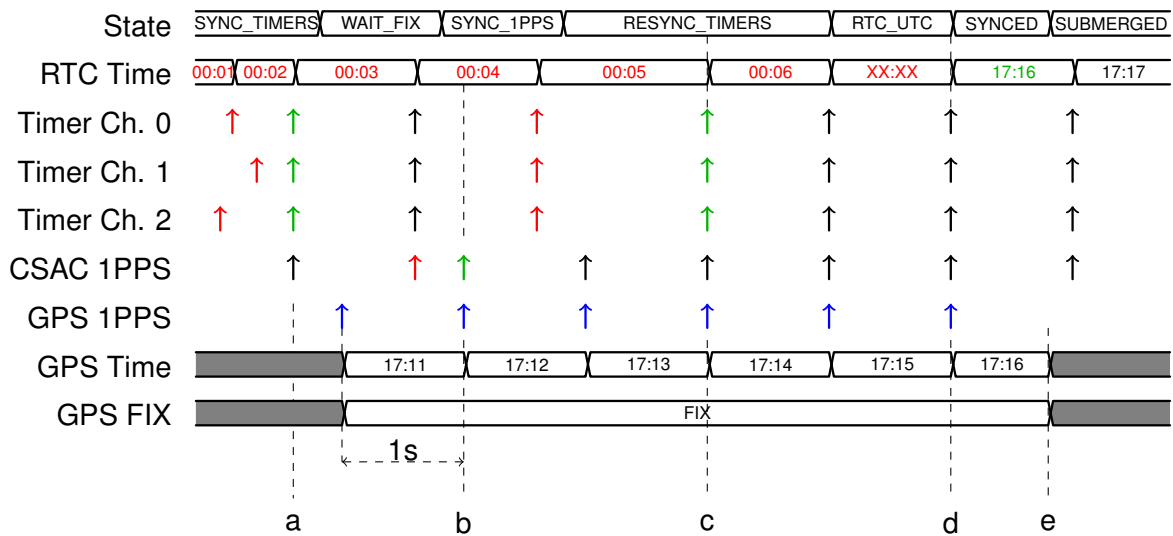 State SYNC_TIMERS WAIT_FIX SYNC_1PPS RESYNC_TIMERS RTC_UTC SYNCED SUBMERGED
RTC Time 00:01 00:02 00:03 00:04 00:05 00:06 XX:XX 17:16 17:17
Timer Ch. 0
Timer Ch. 1
Timer Ch. 2
CSAC 1PPS
GPS 1PPS
GPS Time 17:11 17:12 17:13 17:14 17:15 17:16
GPS FIX FIX
1s
a b c d e